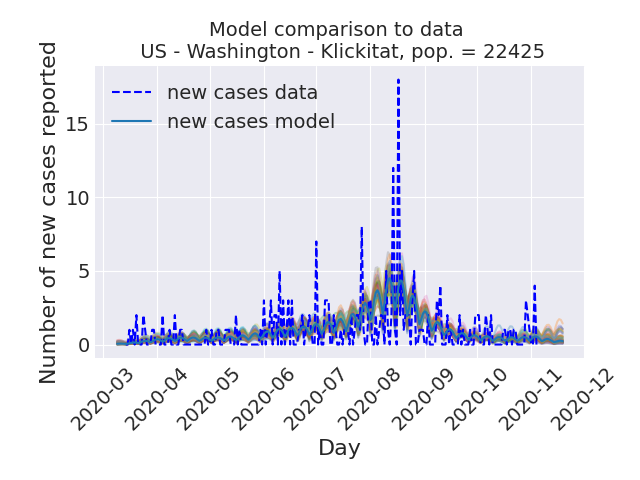 Model comparison to data
US - Washington - Klickitat, pop. = 22425
new cases data
new cases model
Number of new cases reported
15
10
5
0
2020-03
2020-04
2020-05
2020-06
2020-07
2020-08
2020-09
2020-10
2020-11
2020-12
Day